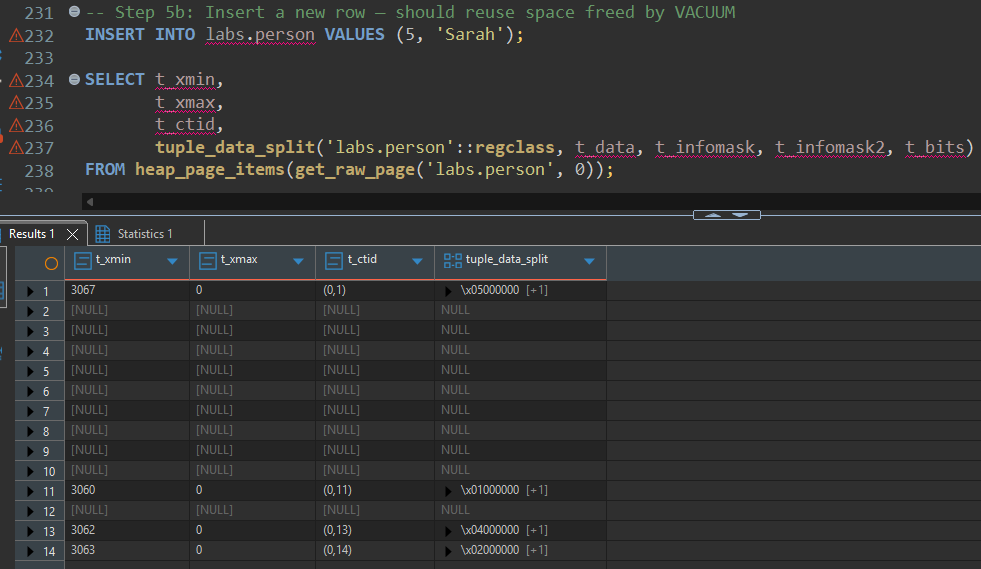 231 -- Step 5b: Insert a new row — should reuse space freed by VACUUM
232 INSERT INTO labs.person VALUES (5, 'Sarah');
233
234 SELECT t_xmin,
235 t_xmax,
236 t_ctid,
237 tuple_data_split('labs.person'::regclass, t_data, t_infomask, t_infomask2, t_bits)
238 FROM heap_page_items(get_raw_page('labs.person', 0));
Results 1 Statistics 1
t_xmin t_xmax t_ctid tuple_data_split
1 3067 0 (0,1) \x05000000 [+1]
2 [NULL] [NULL] [NULL] NULL
3 [NULL] [NULL] [NULL] NULL
4 [NULL] [NULL] [NULL] NULL
5 [NULL] [NULL] [NULL] NULL
6 [NULL] [NULL] [NULL] NULL
7 [NULL] [NULL] [NULL] NULL
8 [NULL] [NULL] [NULL] NULL
9 [NULL] [NULL] [NULL] NULL
10 [NULL] [NULL] [NULL] NULL
11 3060 0 (0,11) \x01000000 [+1]
12 [NULL] [NULL] [NULL] NULL
13 3062 0 (0,13) \x04000000 [+1]
14 3063 0 (0,14) \x02000000 [+1]